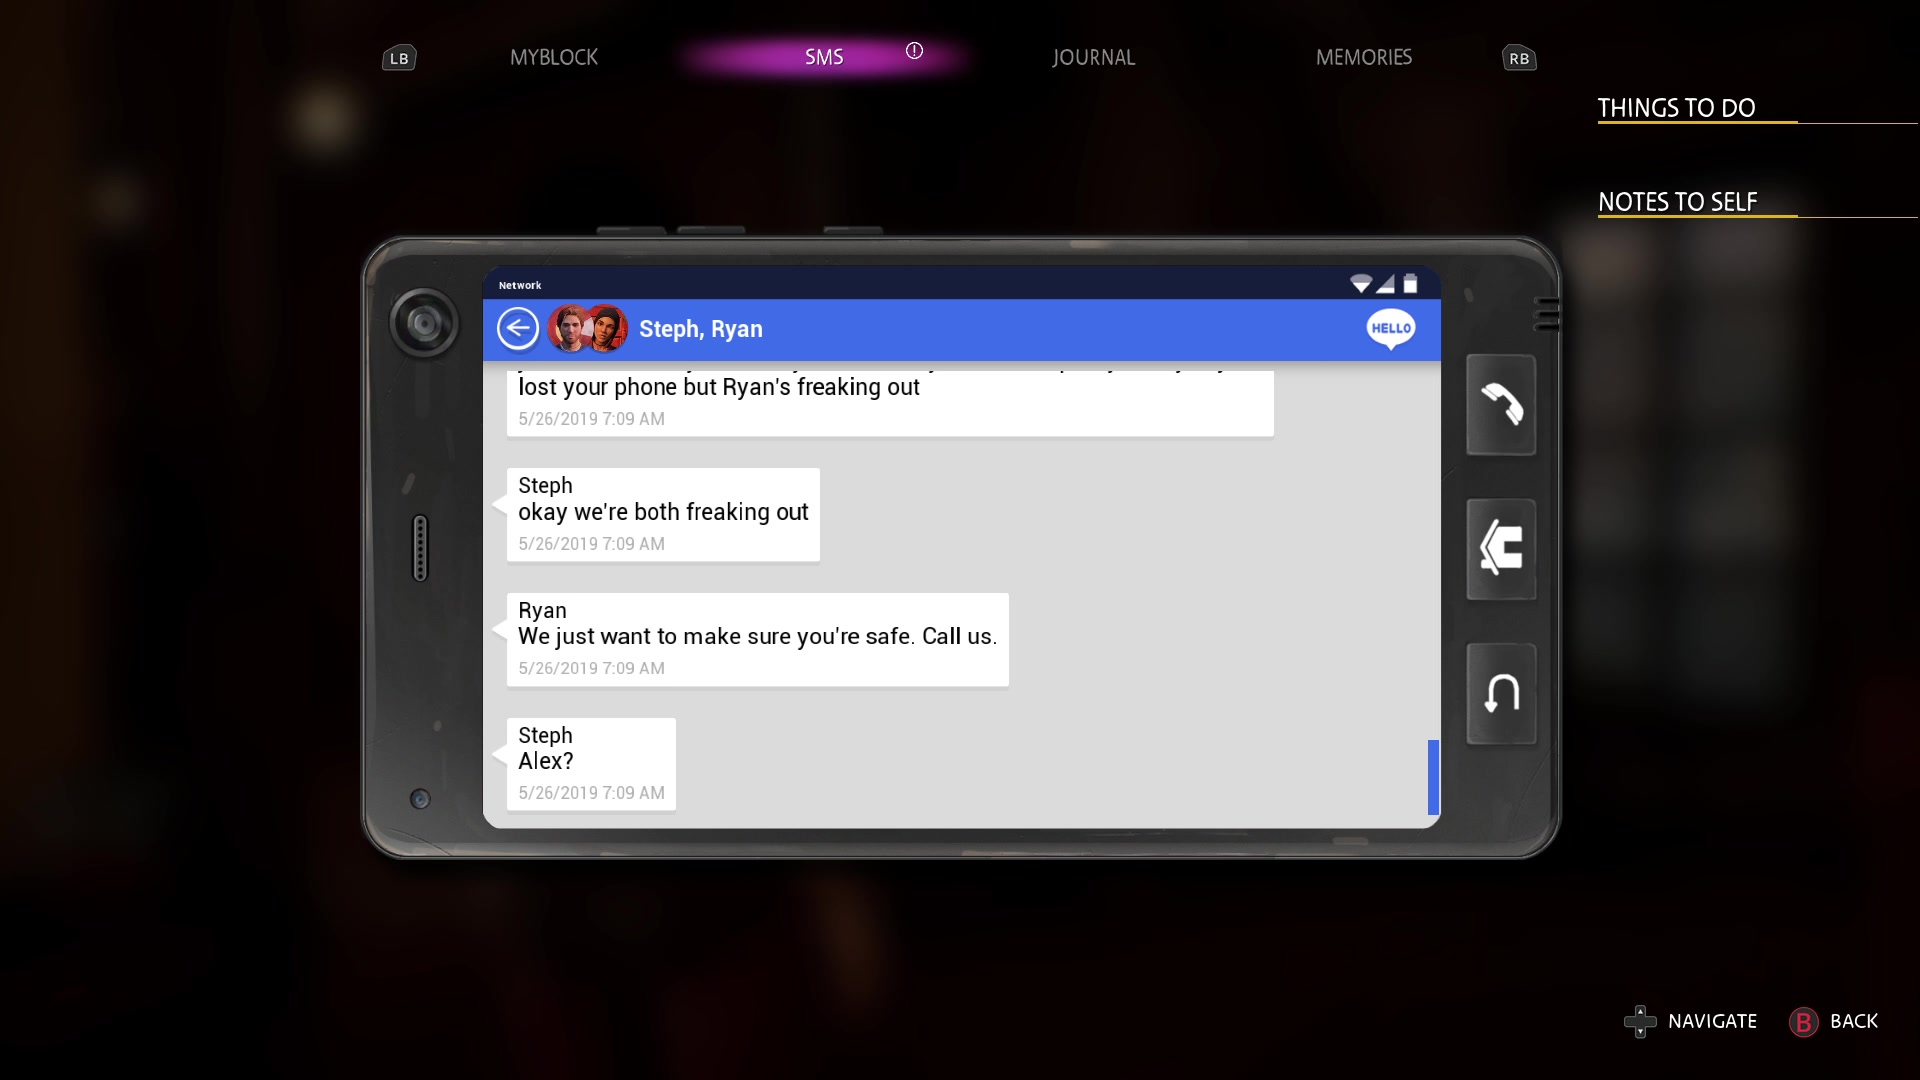 LB
MYBLOCK
SMS
JOURNAL
MEMORIES
RB
THINGS TO DO
NOTES TO SELF
Network
Steph, Ryan
HELLO
lost your phone but Ryan's freaking out
5/26/2019 7:09 AM
Steph
okay we're both freaking out
5/26/2019 7:09 AM
Ryan
We just want to make sure you're safe. Call us.
5/26/2019 7:09 AM
Steph
Alex?
5/26/2019 7:09 AM
NAVIGATE
B BACK